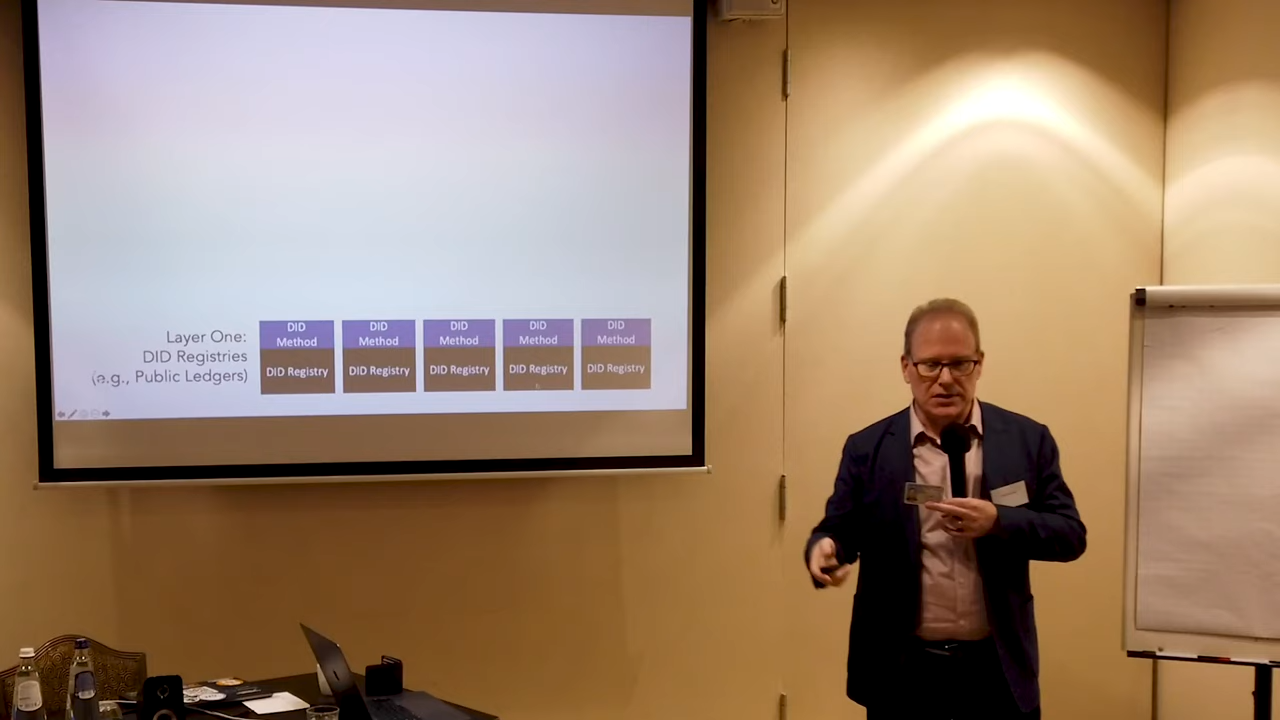 Layer One:
DID Registries
(e.g., Public Ledgers)
DID
Method
DID Registry
DID
Method
DID Registry
DID
Method
DID Registry
DID
Method
DID Registry
DID
Method
DID Registry